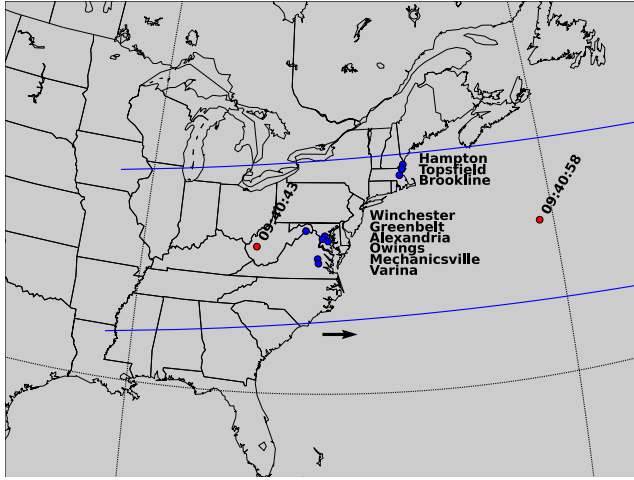 Hampton
Topsfield
Brookline
09:40:58
09:40:43
Winchester
Greenbelt
Alexandria
Owings
Mechanicsville
Varina